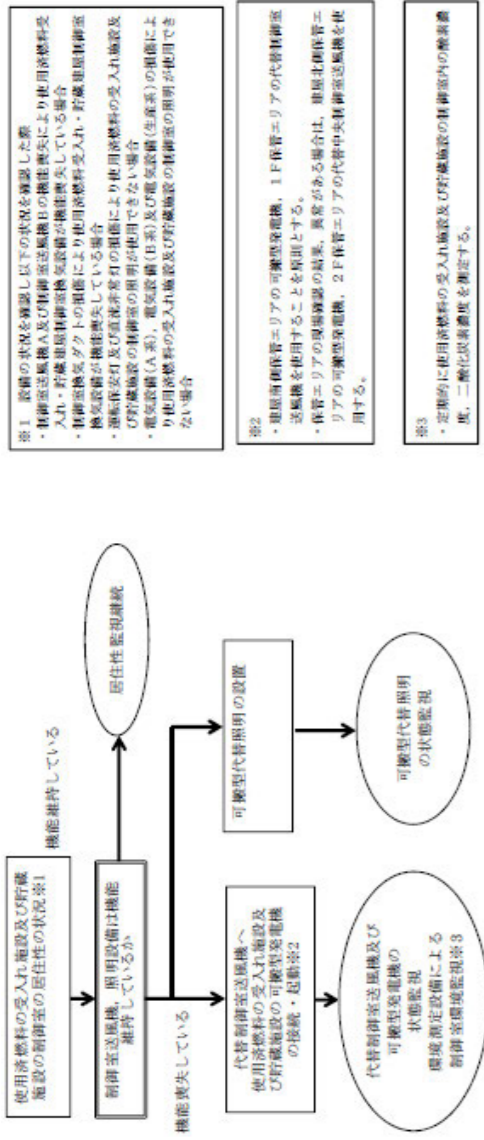 使用済燃料の受入れ施設及び貯蔵
施設の制御室の居住性の状況※1
機能維持している
制御室送風機，照明設備は機能
維持しているか
居住性監視継続
機能喪失している
代替制御室送風機へ
使用済燃料の受入れ施設及
び貯蔵施設の可搬型発電機
の接続・起動※2
可搬型代替照明の設置
代替制御室送風機及び
可搬型発電機の
状態監視
環境測定設備による
制御室環境監視※3
可搬型代替照明
の状態監視
※1　設備の状況を確認し以下の状況を確認した際
・制御室送風機A及び制御室送風機Bの機能喪失により使用済燃料受
入れ・貯蔵建屋制御室換気設備が機能喪失している場合
・制御室換気ダクトの損傷により使用済燃料受入れ・貯蔵建屋制御室
換気設備が機能喪失している場合
・運転保安灯及び直流非常灯の損傷により使用済燃料の受入れ施設及
び貯蔵施設の制御室の照明が使用できない場合
・電気設備(A系)，電気設備(B系)及び電気設備(生産系)の損傷によ
り使用済燃料の受入れ施設及び貯蔵施設の制御室の照明が使用でき
ない場合
※2
・建屋南側保管エリアの可搬型発電機，１Ｆ保管エリアの代替制御室
送風機を使用することを原則とする。
・保管エリアの現場確認の結果，異常がある場合は，建屋北側保管エ
リアの可搬型発電機，２Ｆ保管エリアの代替中央制御室送風機を使
用する。
※3
・定期的に使用済燃料の受入れ施設及び貯蔵施設の制御室内の酸素濃
度，二酸化炭素濃度を測定する。